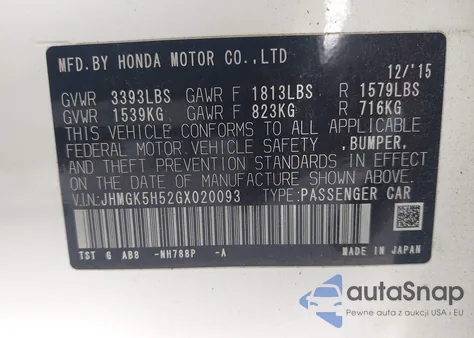 MFD.BY HONDA MOTOR CO.,LTD
12/'15
GVWR 3393LBS GAWR F 1813LBS R 1579LBS
GVWR 1539KG GAWR F 823KG R 716KG
THIS VEHICLE CONFORMS TO ALL APPLICABLE
FEDERAL MOTOR.VEHICLE SAFETY ,BUMPER,
AND THEFT PREVENTION STANDARDS IN EFFECT
ON THE DATE OF MANUFACTURE SHOWN ABOVE.
V.I.N:JHMGK5H52GX020093 TYPE:PASSENGER CAR
TST G AB8 -NH788P -A
MADE IN JAPAN
autoSnap
Pewne auta z aukcji USA i EU